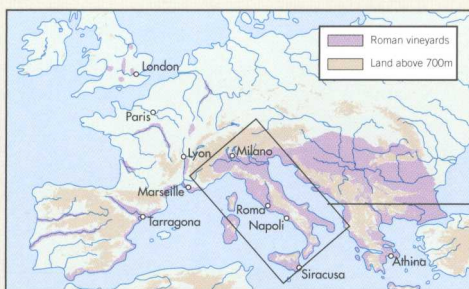 Roman vineyards
Land above 700m
London
Paris
Lyon
Milano
Marseille
Roma
Tarragona
Napoli
Athina
Siracusa